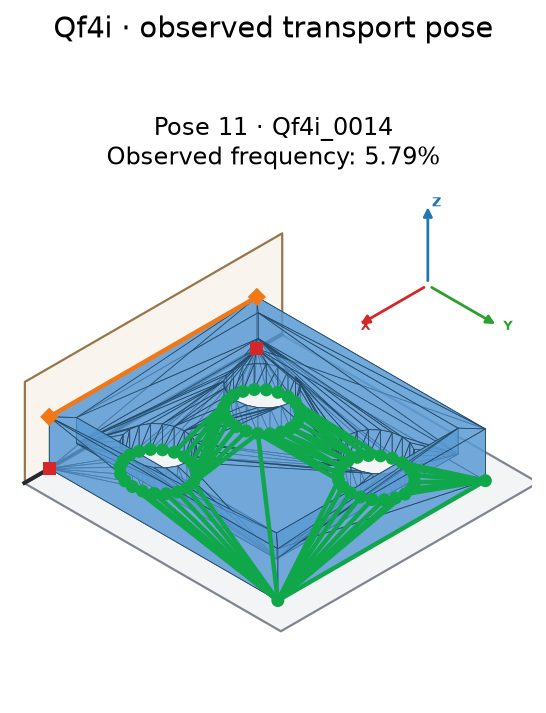 Qf4i · observed transport pose
Pose 11 · Qf4i_0014
Observed frequency: 5.79%
Z
X
Y